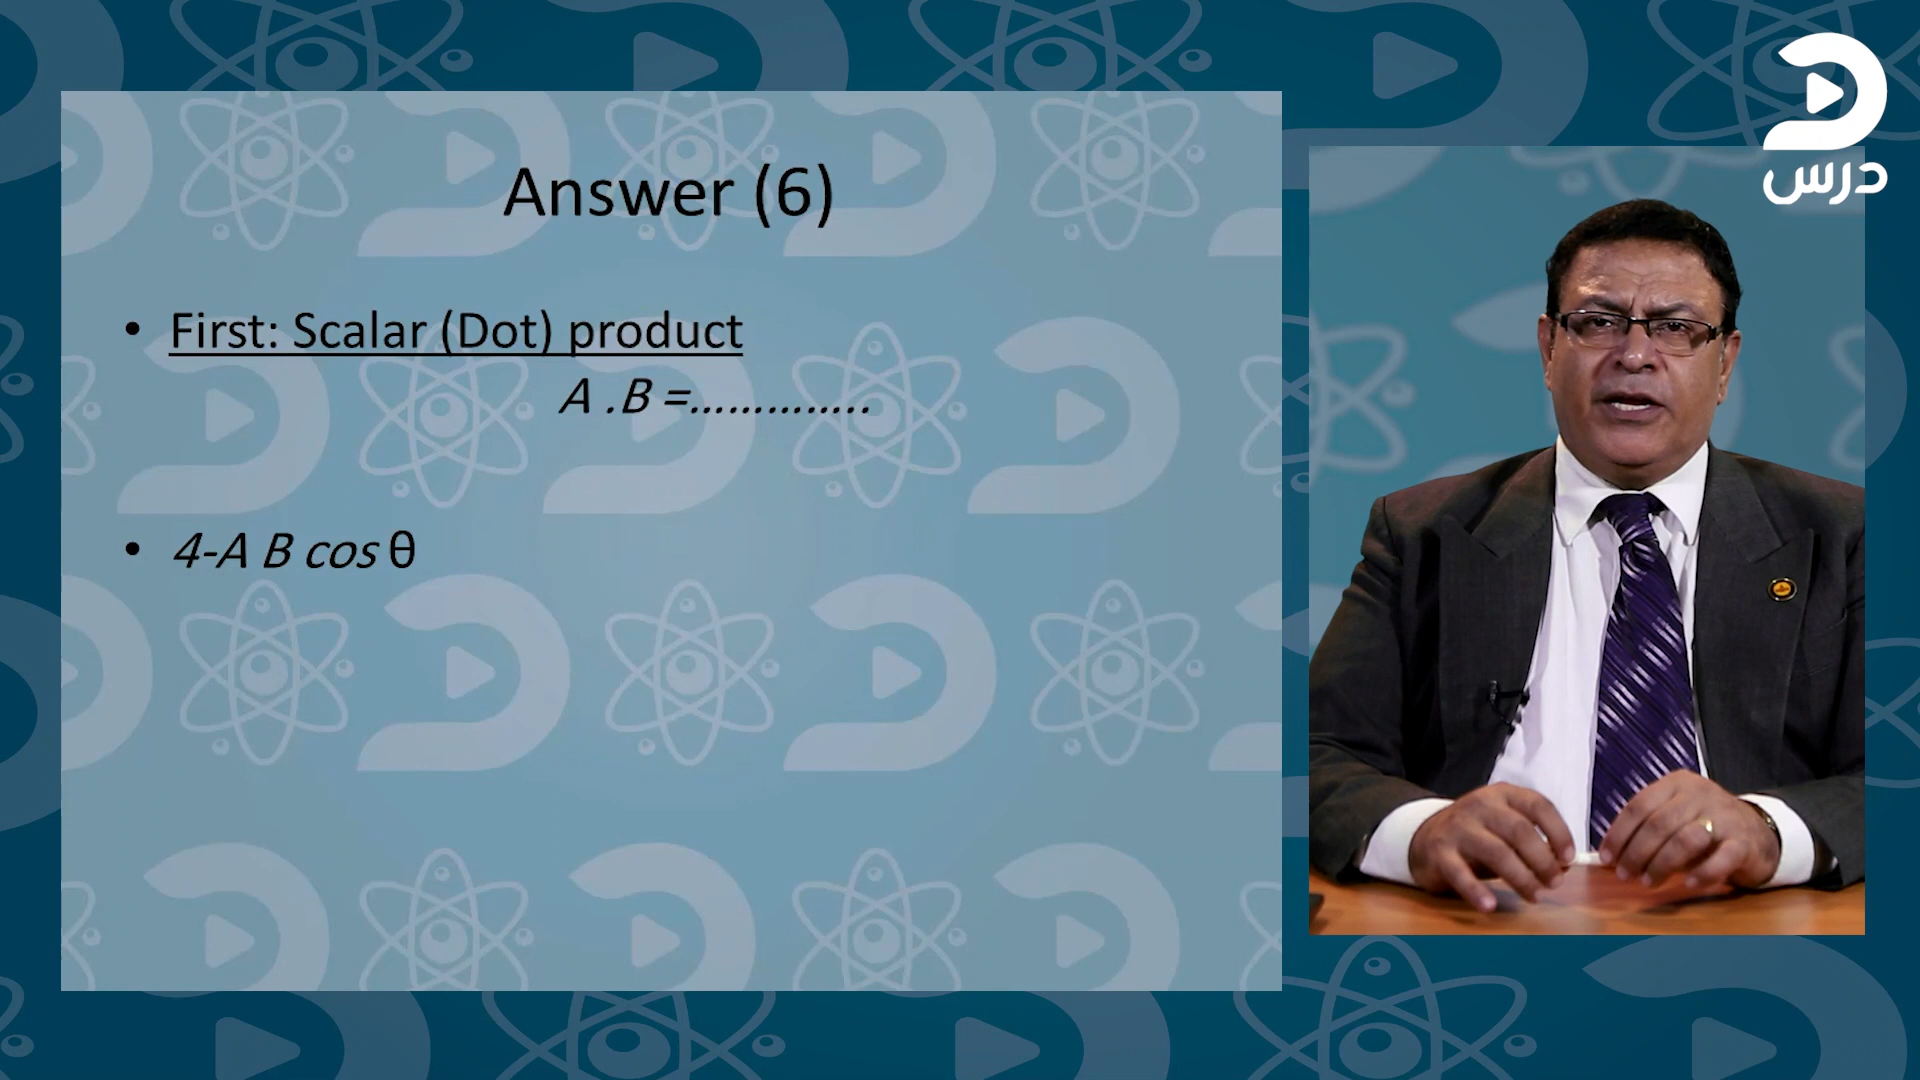 درس
Answer (6)
• First: Scalar (Dot) product
A .B =…………..
• 4-A B cos θ